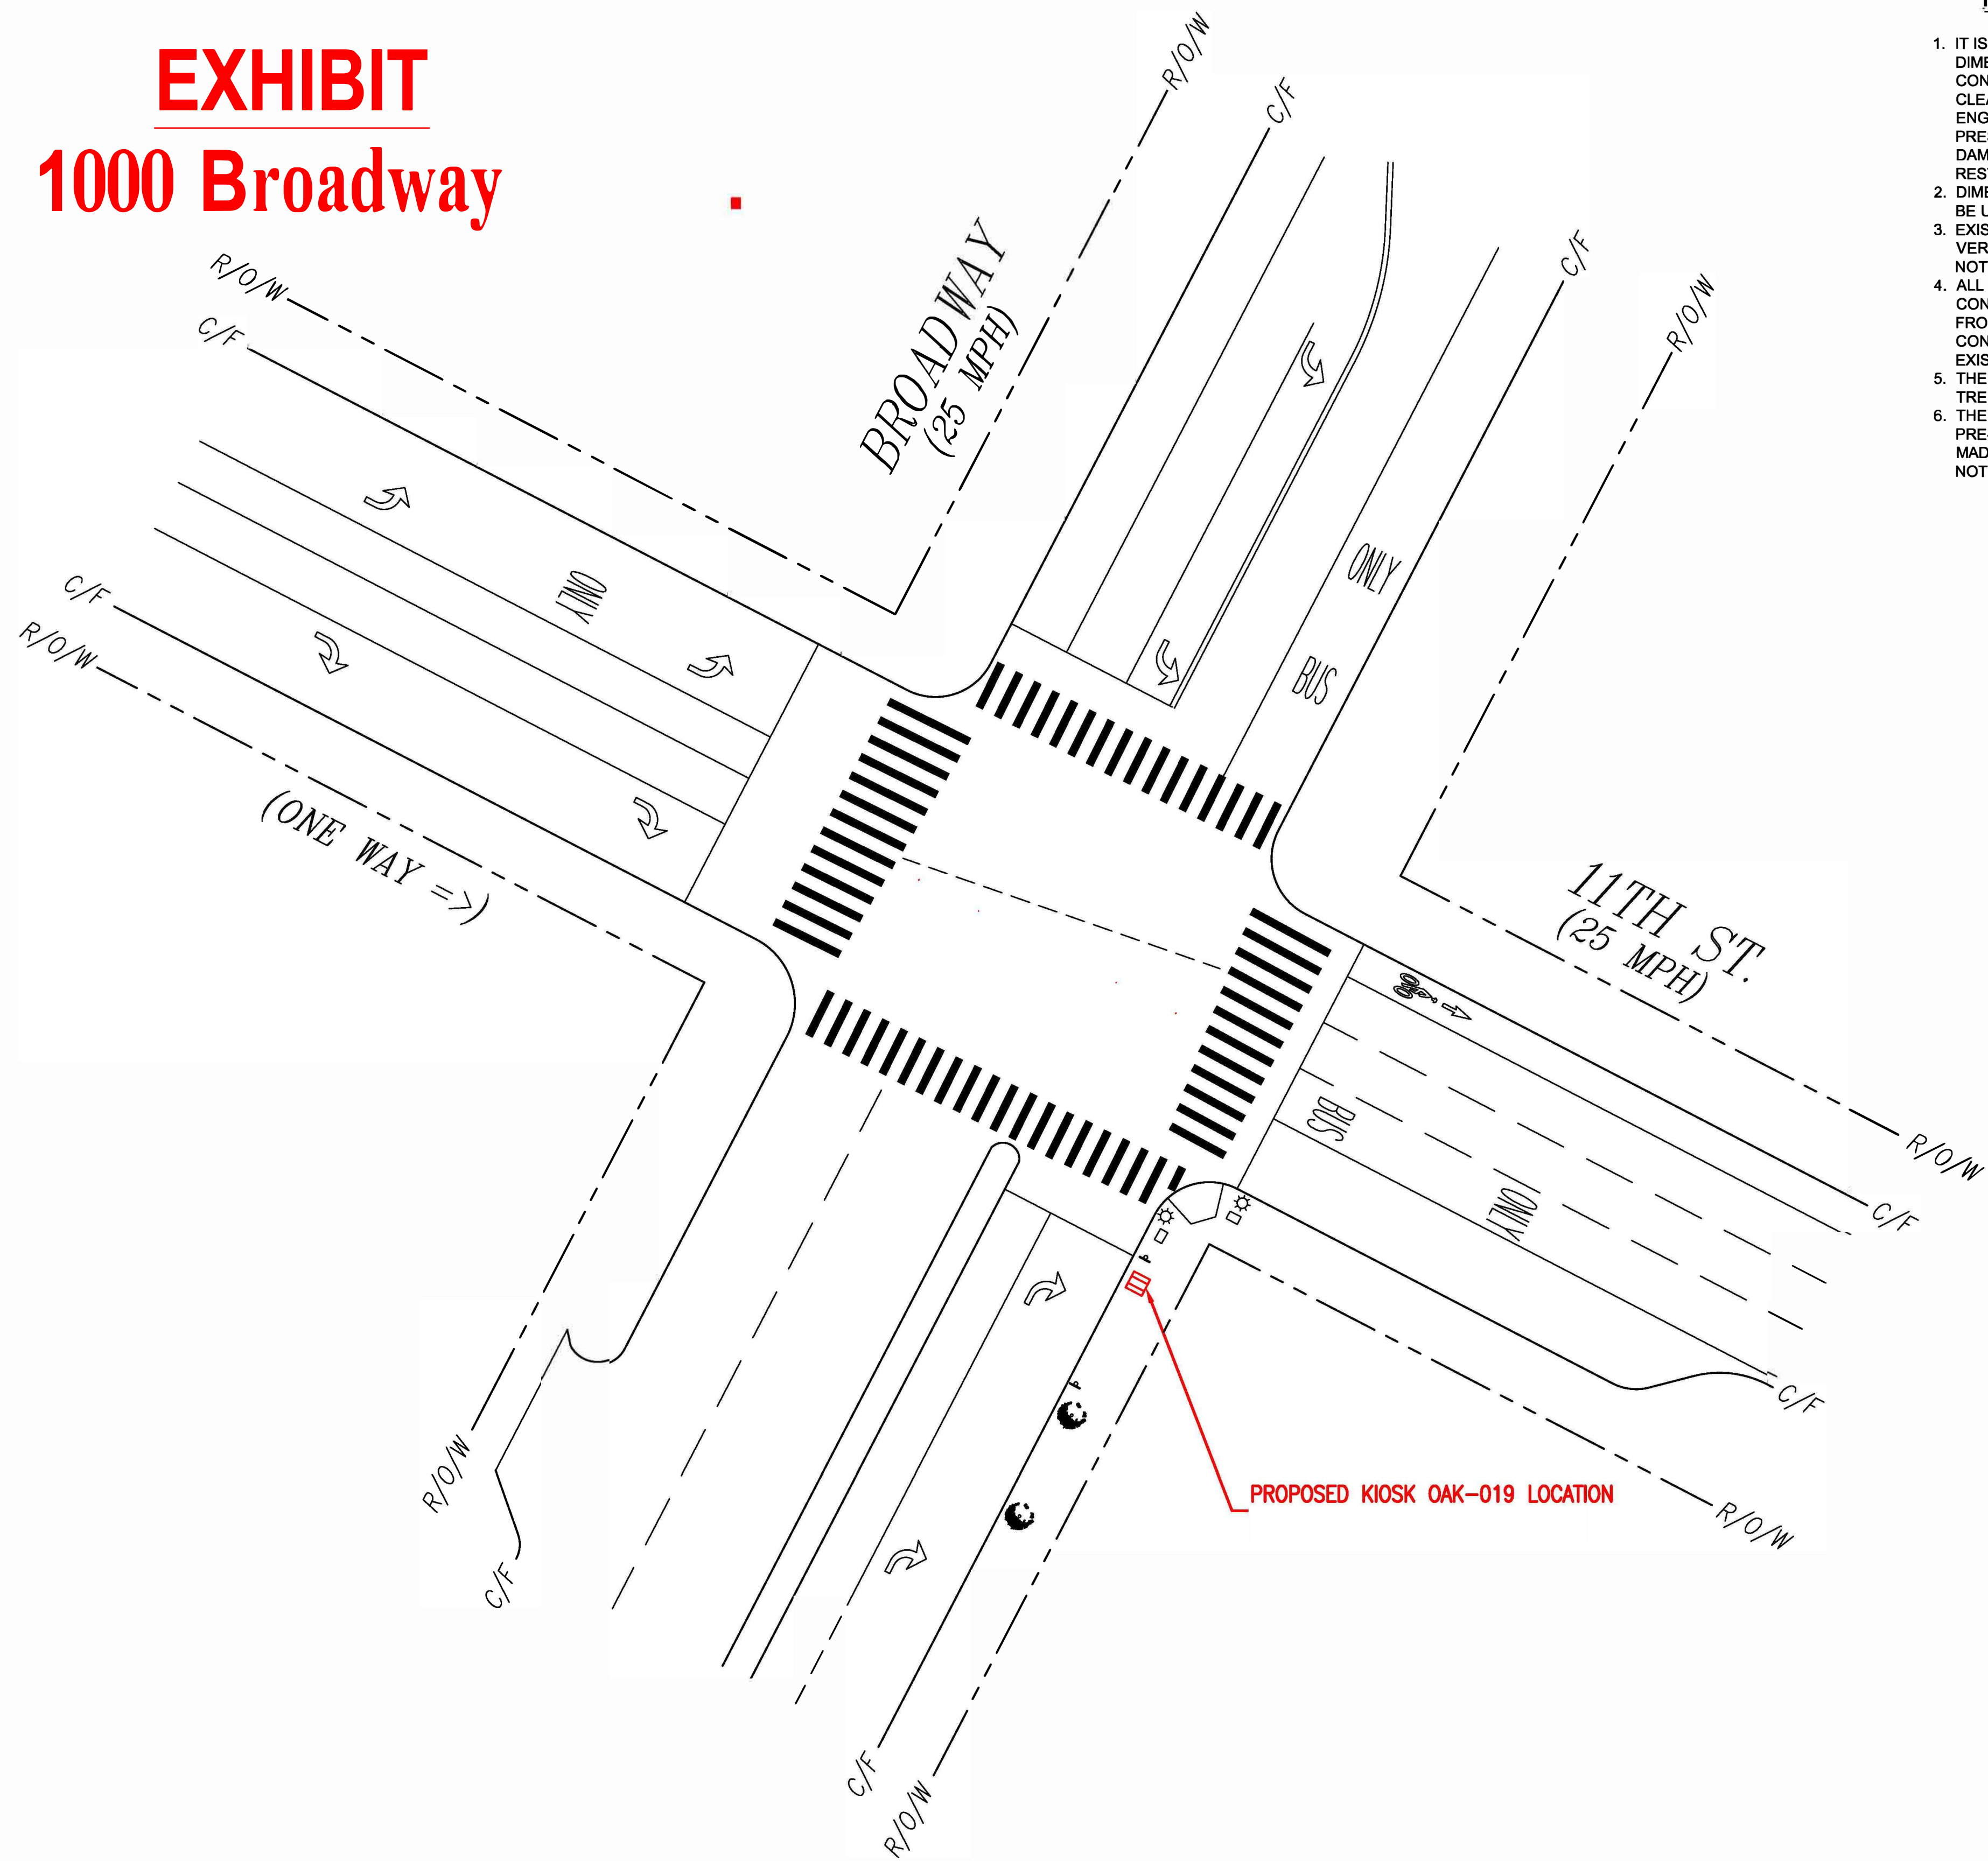 EXHIBIT
1000 Broadway
R/O/W
C/F
R/O/W
C/F
BROADWAY
(25 MPH)
C/F
R/O/W
ONLY
BUS
ONLY
C/F
R/O/W
(ONE WAY =>)
11TH ST.
(25 MPH)
BUS
ONLY
R/O/W
C/F
C/F
R/O/W
PROPOSED KIOSK OAK-019 LOCATION
R/O/W
C/F
C/F
R/O/W
1. IT IS
DIME
CON
CLEA
ENG
PRE
DAM
REST
2. DIME
BE U
3. EXIS
VER
NOT
4. ALL
CON
FRO
CON
EXIS
5. THE
TRE
6. THE
PRE
MAD
NOT